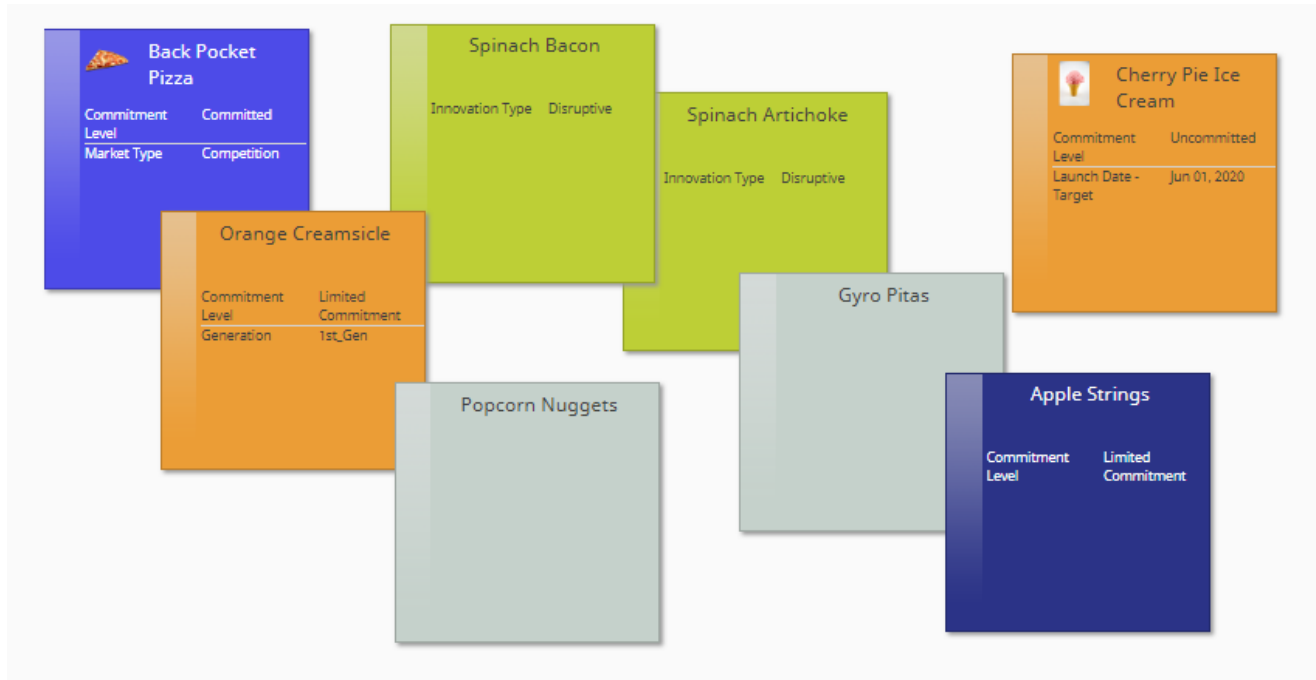 Back Pocket
Pizza
Commitment Level Committed
Market Type Competition
Spinach Bacon
Innovation Type Disruptive
Spinach Artichoke
Innovation Type Disruptive
Cherry Pie Ice
Cream
Commitment Level Uncommitted
Launch Date - Target Jun 01, 2020
Orange Creamsicle
Commitment Level Limited Commitment
Generation 1st_Gen
Gyro Pitas
Popcorn Nuggets
Apple Strings
Commitment Level Limited Commitment